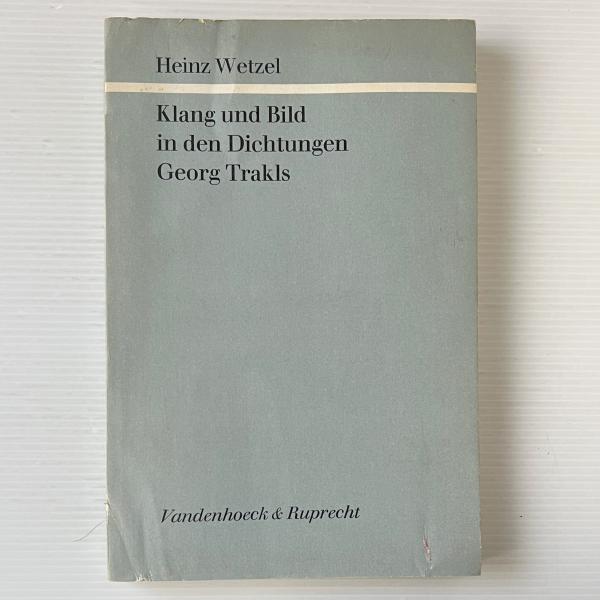 Heinz Wetzel
Klang und Bild
in den Dichtungen
Georg Trakls
Vandenhoeck & Ruprecht